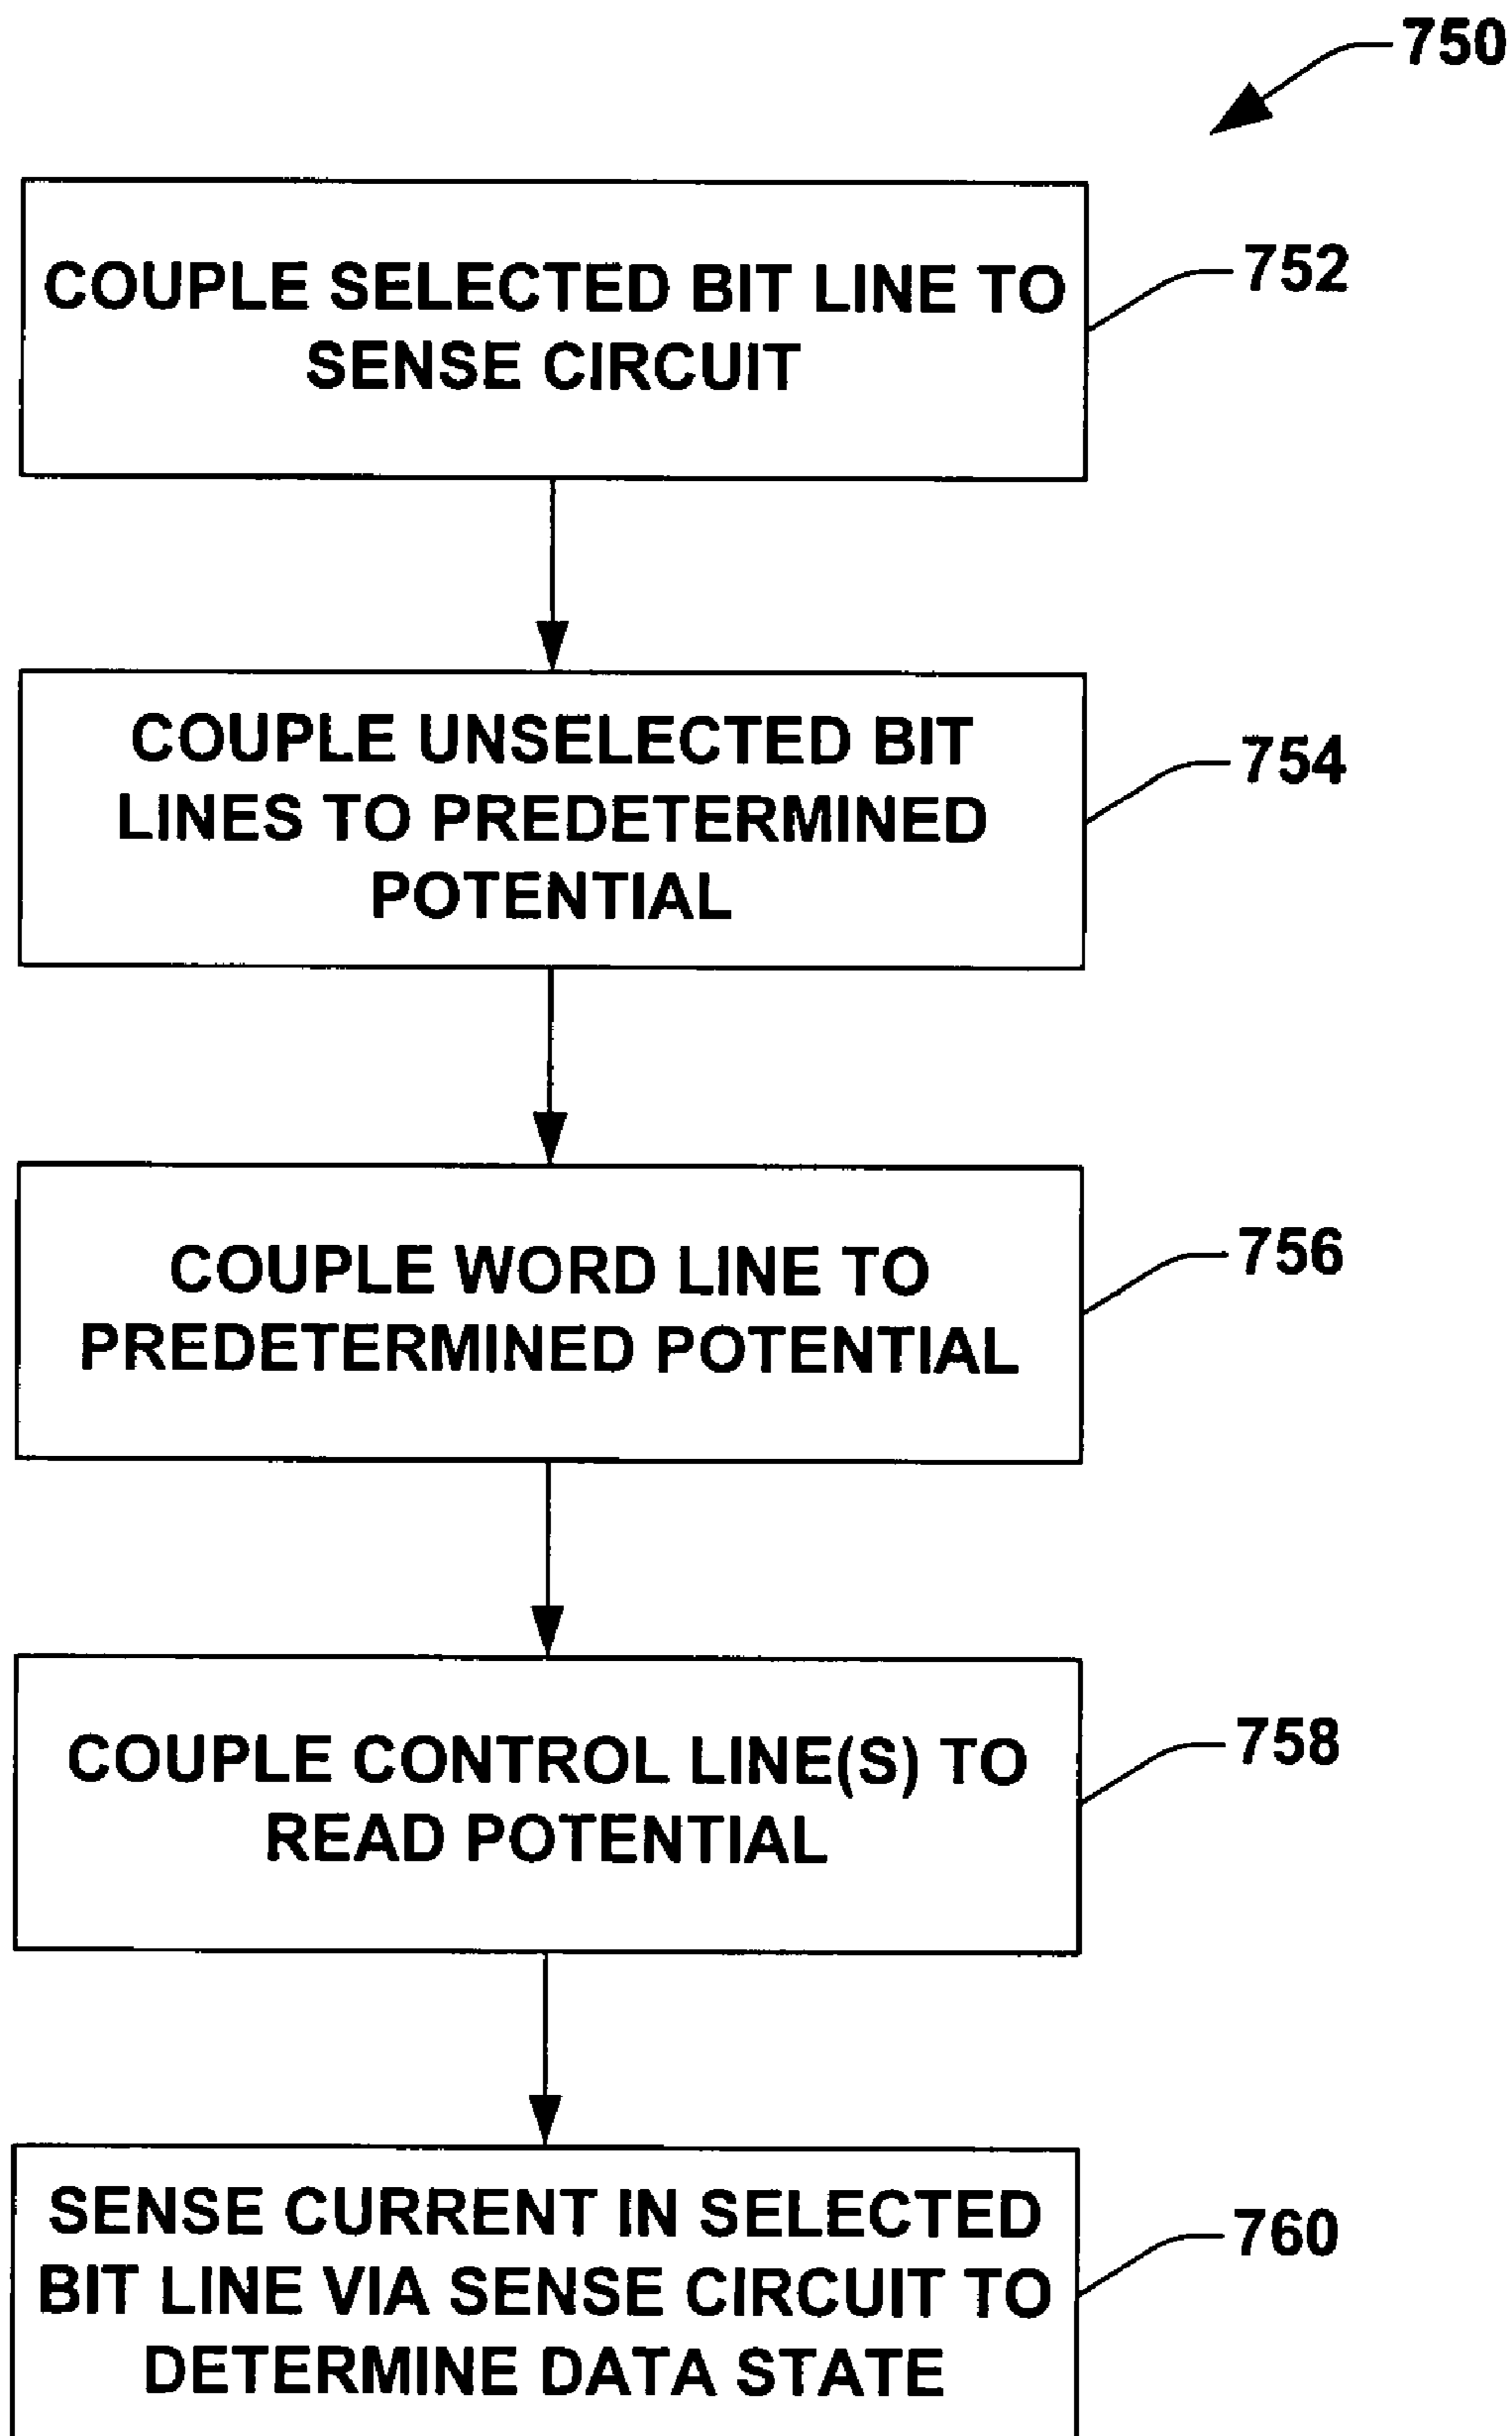 750
COUPLE SELECTED BIT LINE TO
SENSE CIRCUIT
752
COUPLE UNSELECTED BIT
LINES TO PREDETERMINED
POTENTIAL
754
COUPLE WORD LINE TO
PREDETERMINED POTENTIAL
756
COUPLE CONTROL LINE(S) TO
READ POTENTIAL
758
SENSE CURRENT IN SELECTED
BIT LINE VIA SENSE CIRCUIT TO
DETERMINE DATA STATE
760